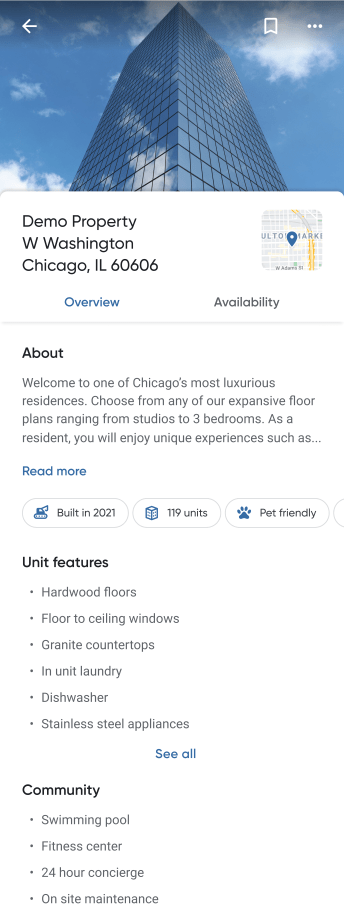 Demo Property
W Washington
Chicago, IL 60606
MARKE
W Adams St
Overview
Availability
About
Welcome to one of Chicago’s most luxurious
residences. Choose from any of our expansive floor
plans ranging from studios to 3 bedrooms. As a
resident, you will enjoy unique experiences such as...
Read more
Built in 2021
119 units
Pet friendly
Unit features
• Hardwood floors
• Floor to ceiling windows
• Granite countertops
• In unit laundry
• Dishwasher
• Stainless steel appliances
See all
Community
• Swimming pool
• Fitness center
• 24 hour concierge
• On site maintenance